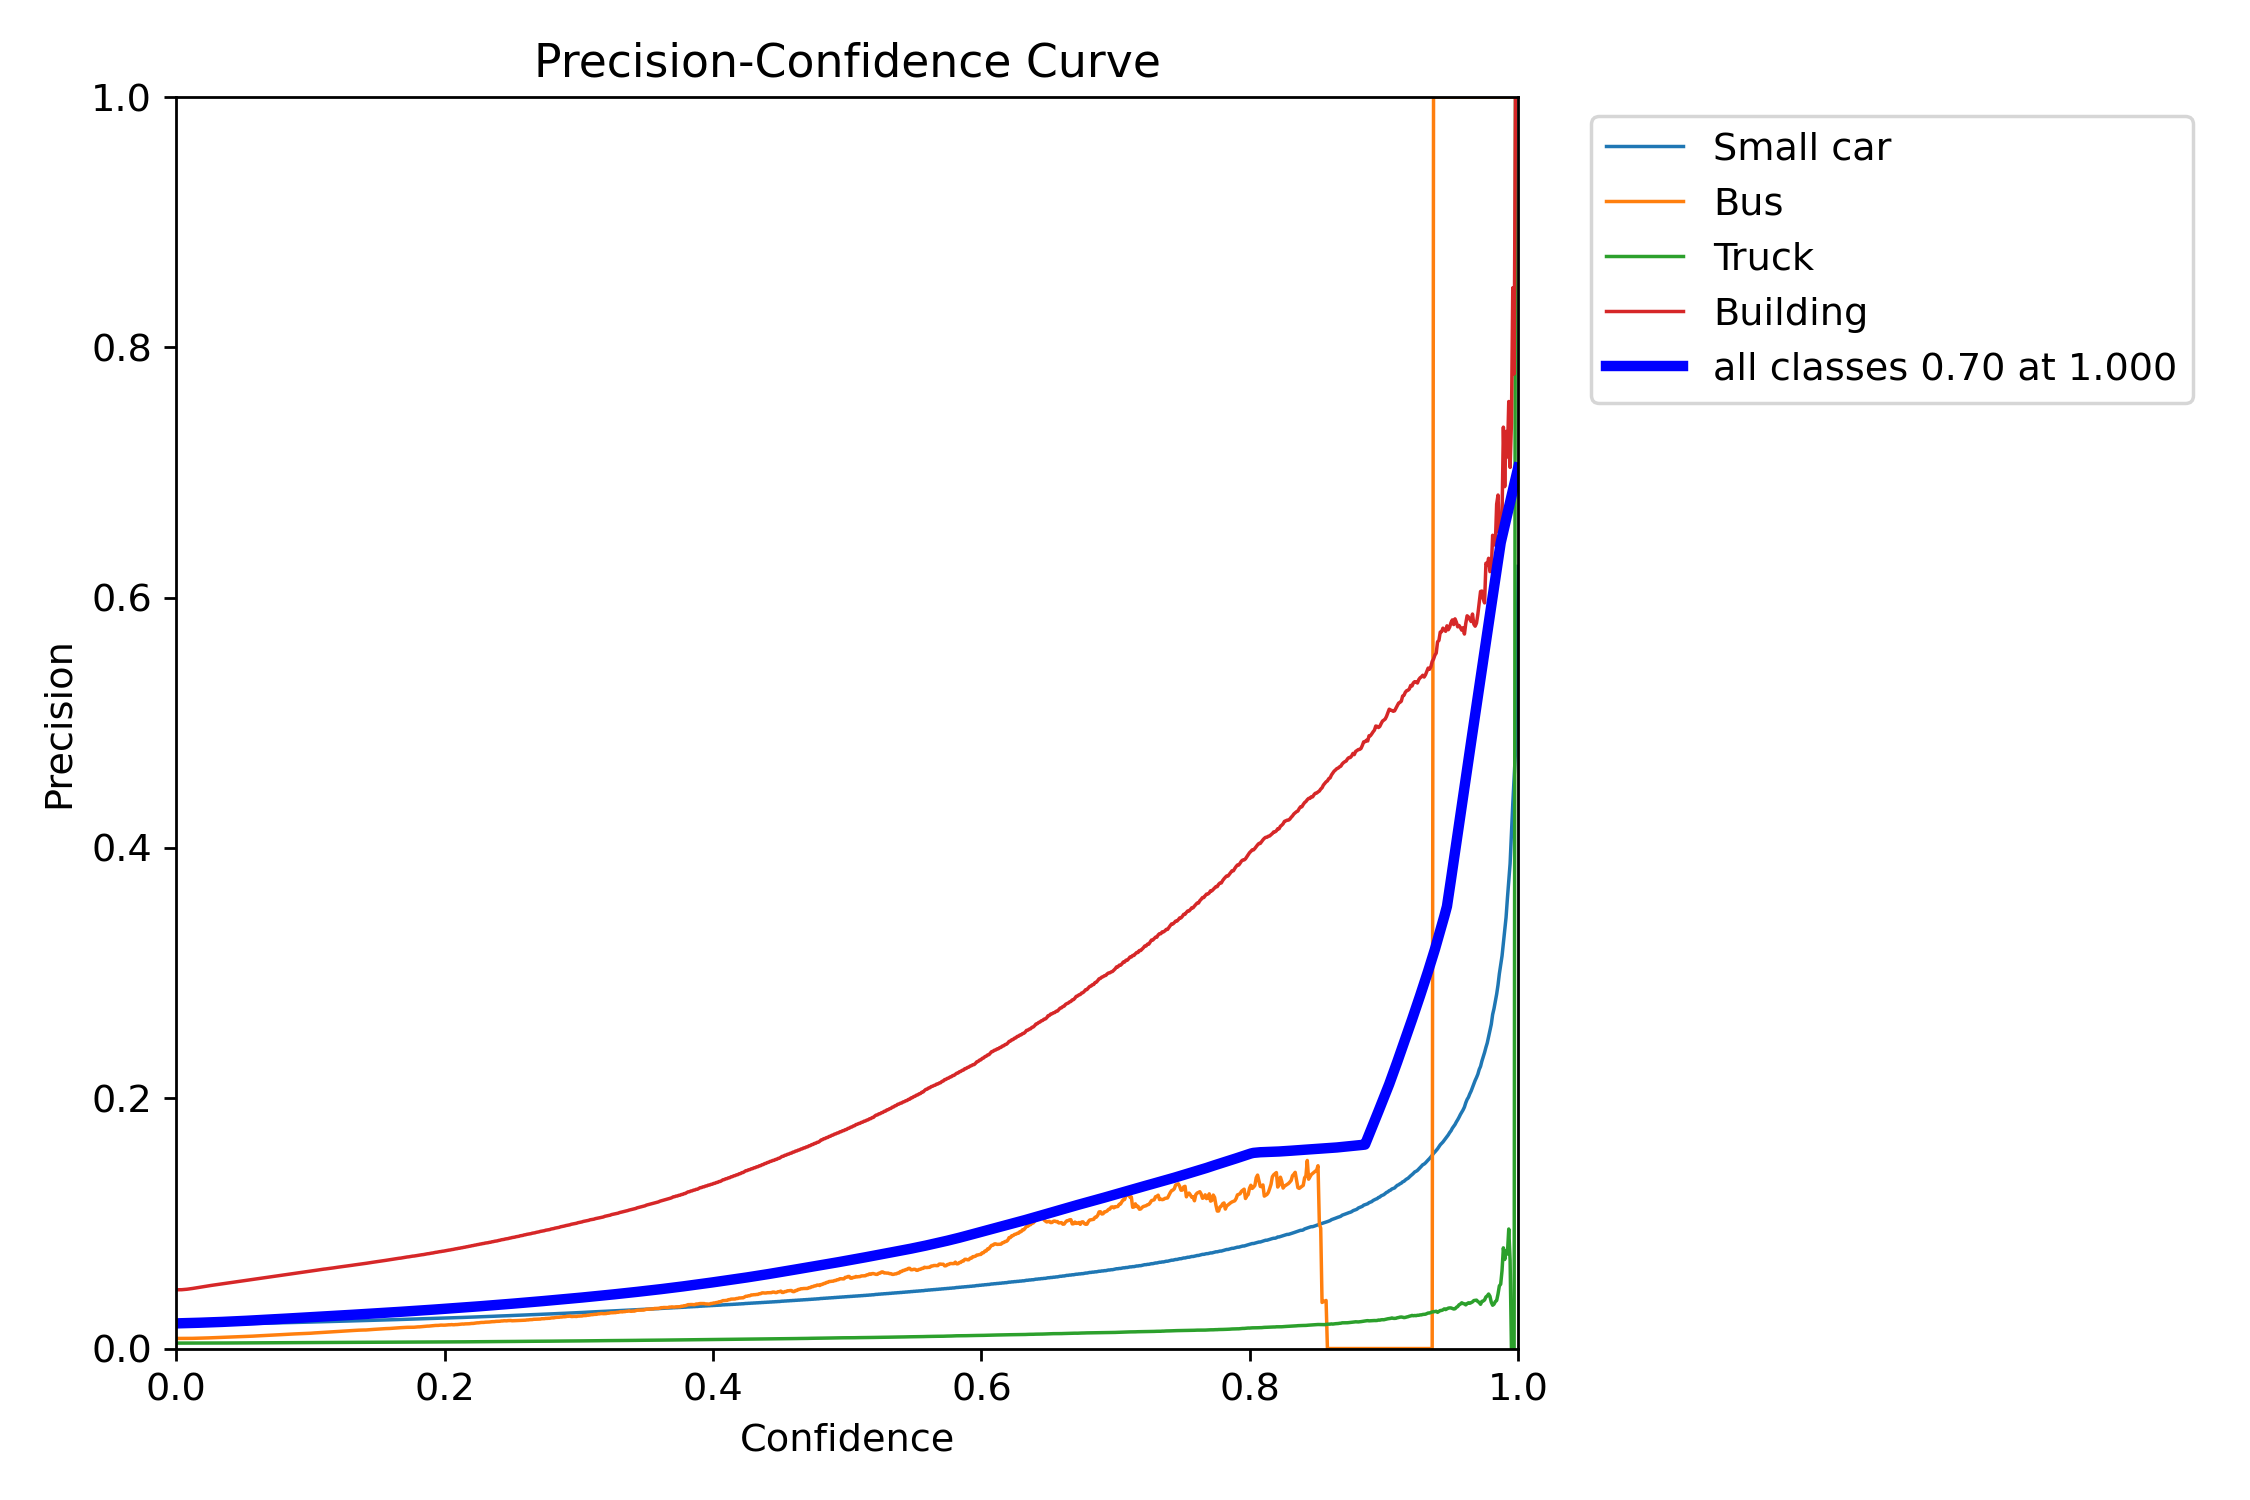 Precision-Confidence Curve
1.0
0.8
0.6
0.4
0.2
0.0
Precision
0.0 0.2 0.4 0.6 0.8 1.0
Confidence
Small car
Bus
Truck
Building
all classes 0.70 at 1.000